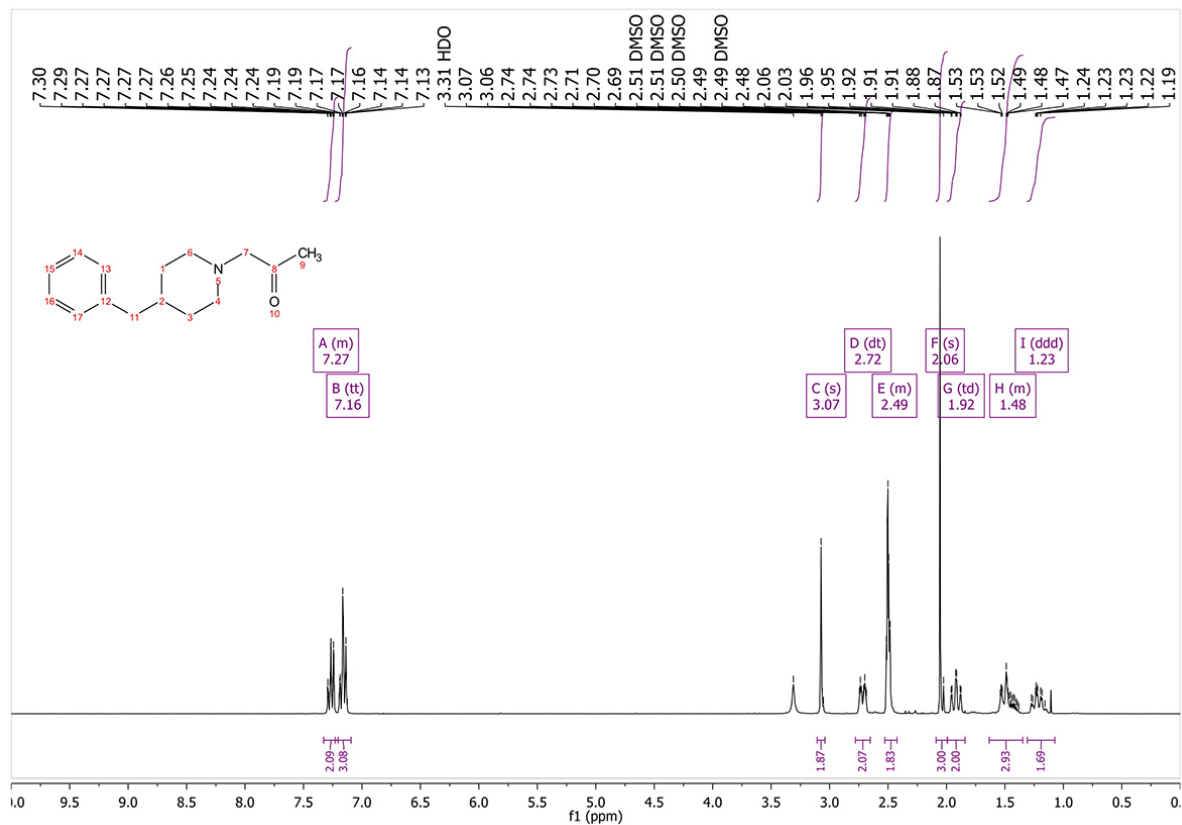 7.30 7.29 7.27 7.27 7.27 7.27 7.26 7.25 7.24 7.24 7.24 7.19 7.19 7.17 7.17 7.16 7.14 7.14 7.13 3.31 HDO 3.07 3.06 2.74 2.74 2.73 2.71 2.70 2.69 2.51 DMSO 2.51 DMSO 2.50 DMSO 2.49 2.49 DMSO 2.48 2.06 2.03 1.96 1.95 1.92 1.91 1.91 1.88 1.87 1.53 1.53 1.52 1.49 1.48 1.47 1.24 1.23 1.23 1.22 1.19
14 6 7 CH3
15 13 1 N 8 9
5
16 12 2 4 O
17 11 3 10
A (m)
7.27
D (dt)
2.72
F (s)
2.06
I (ddd)
1.23
B (tt)
7.16
C (s)
3.07
E (m)
2.49
G (td)
1.92
H (m)
1.48
2.09 3.08 1.87 2.07 1.83 3.00 2.00 2.93 1.69
.0 9.5 9.0 8.5 8.0 7.5 7.0 6.5 6.0 5.5 5.0 4.5 4.0 3.5 3.0 2.5 2.0 1.5 1.0 0.5 0.
f1 (ppm)